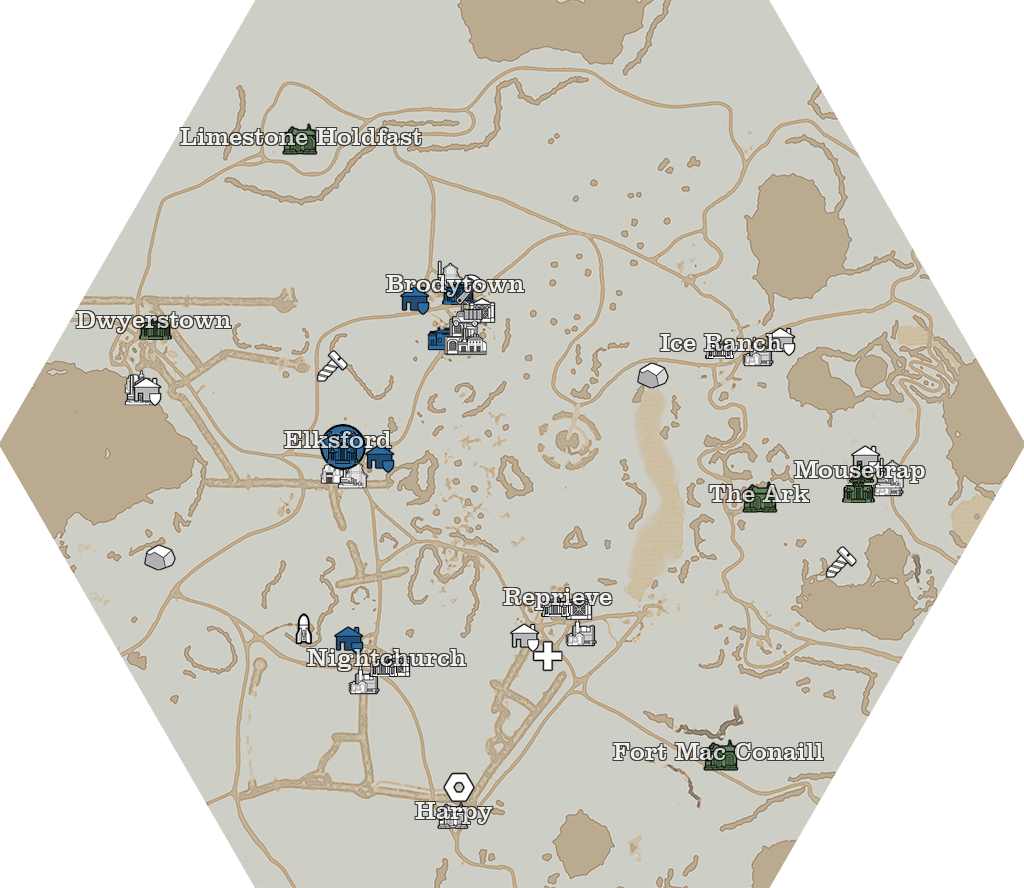 Limestone Holdfast
Brodytown
Dwyerstown
Ice Ranch
Elksford
Mousetrap
The Ark
Reprieve
Nightchurch
Fort Mac Conaill
Harpy